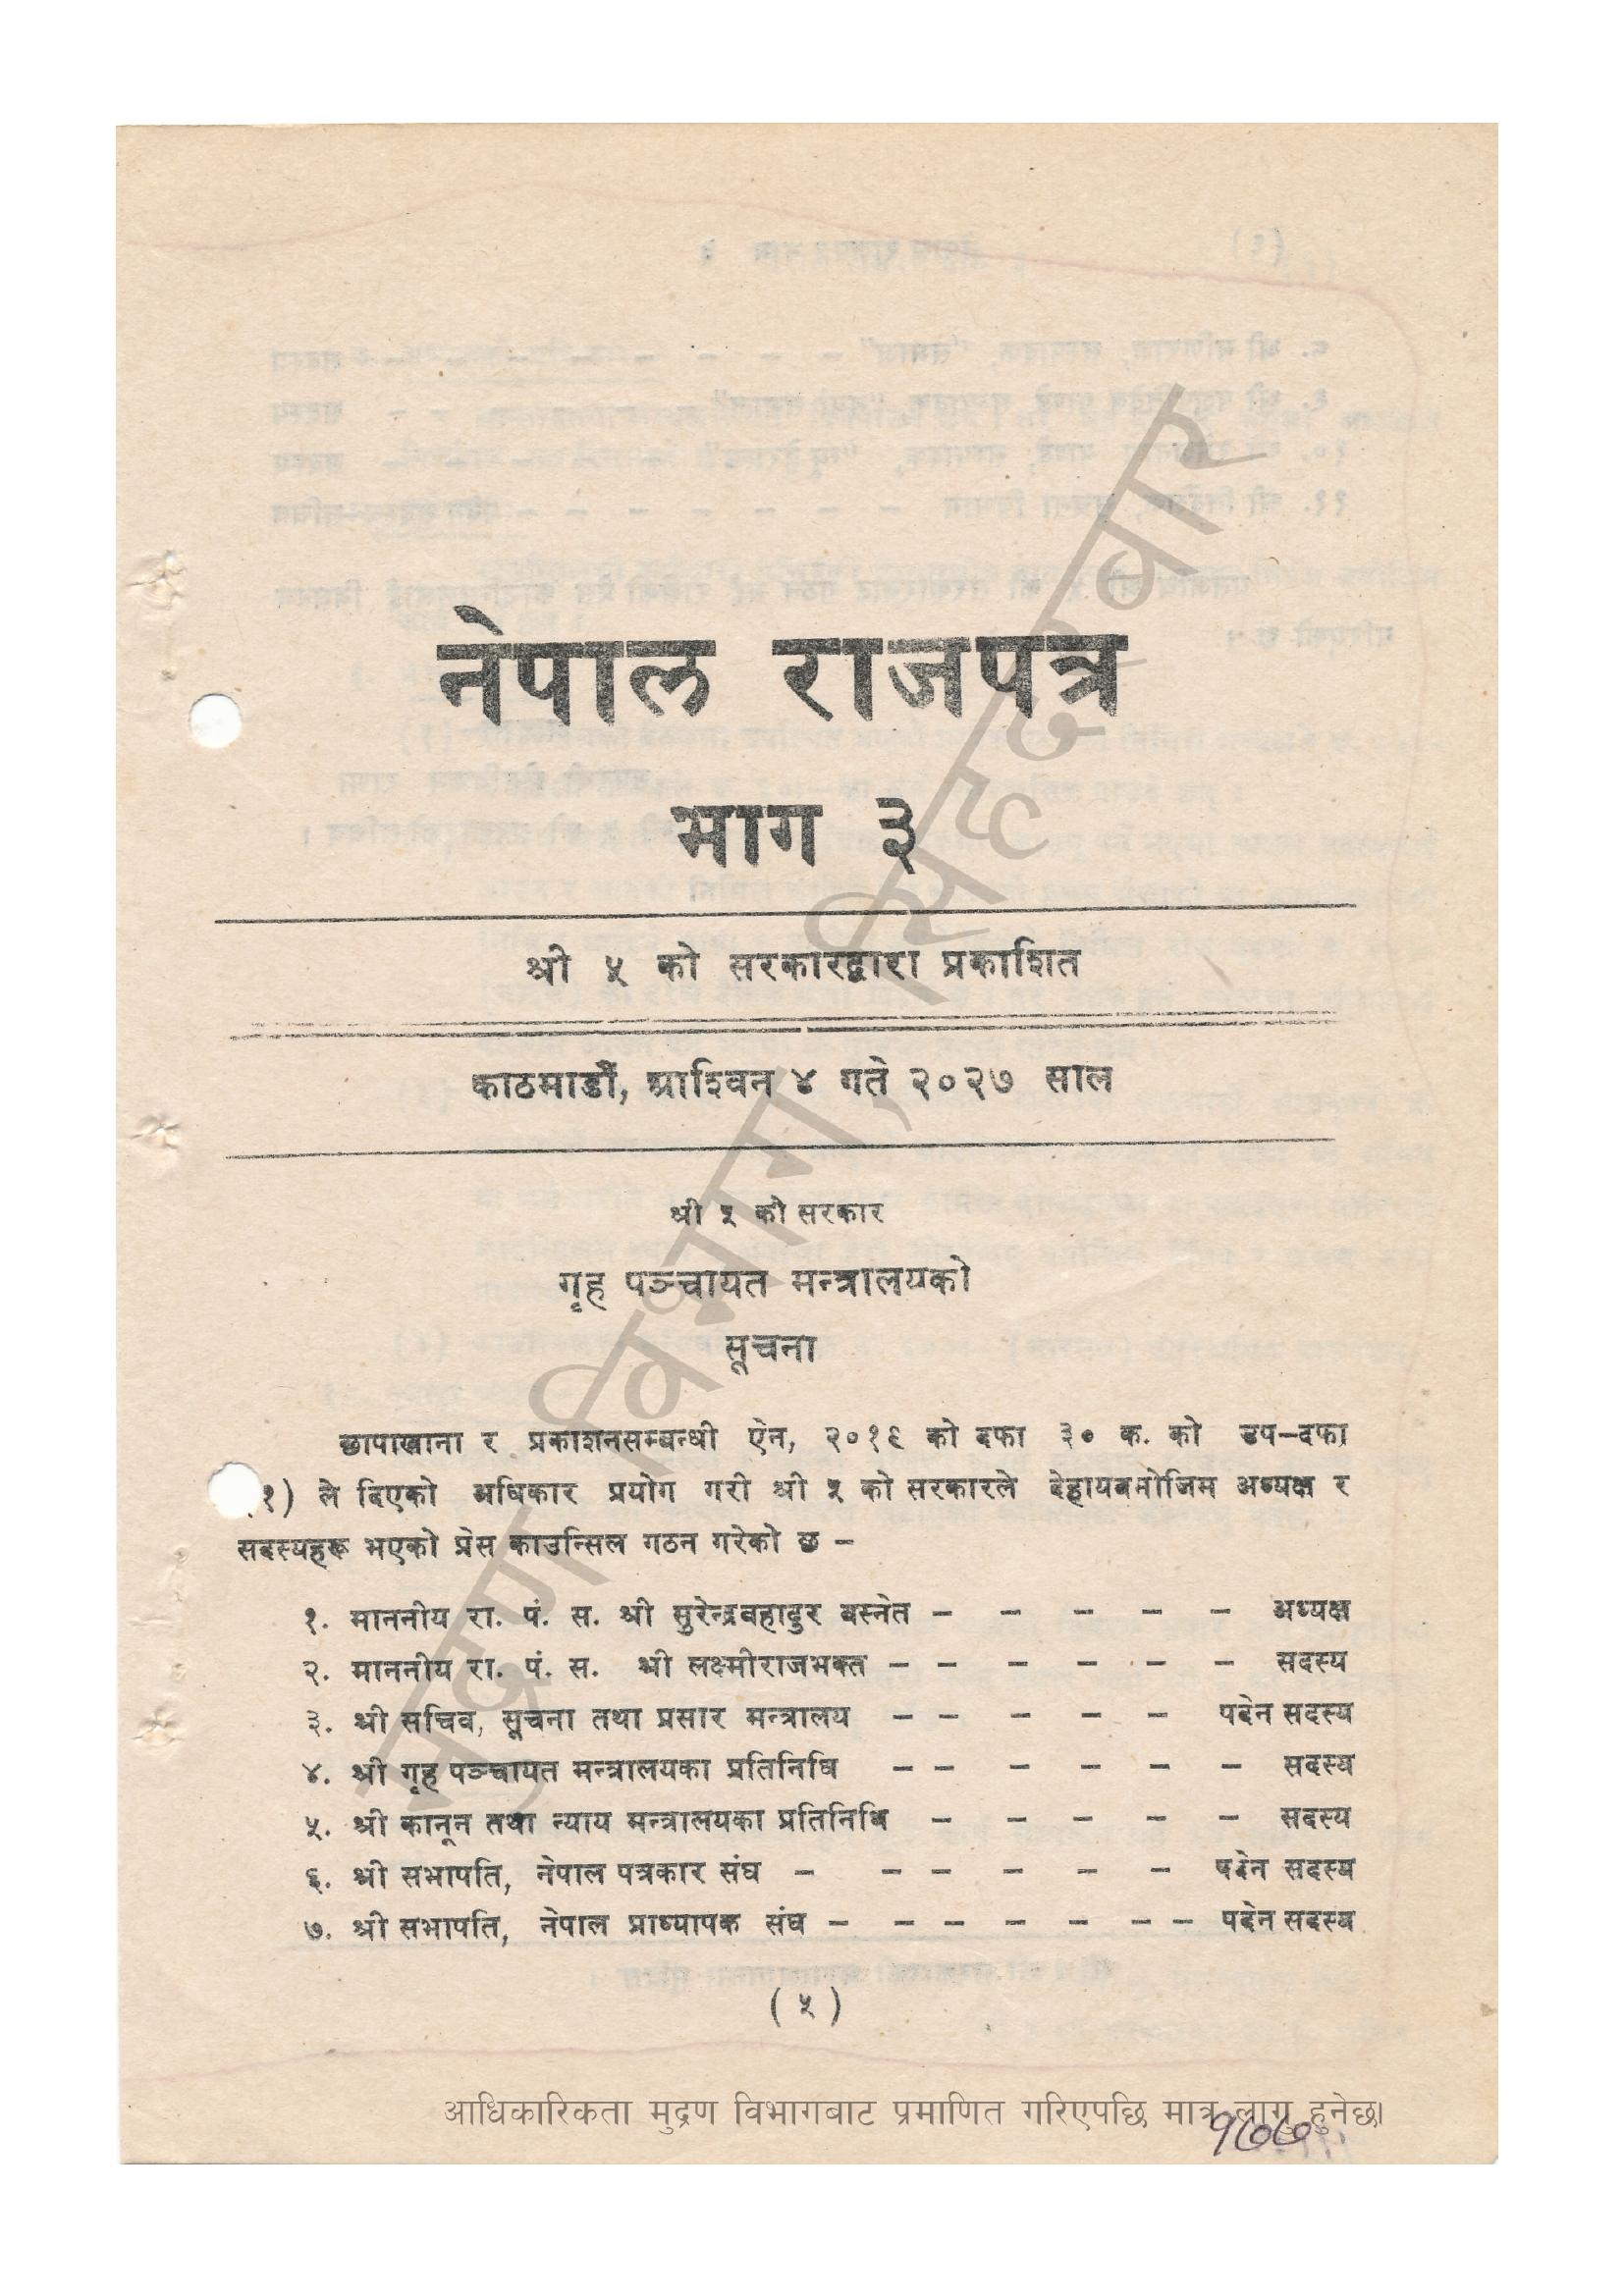 नेपाल राजपत्र
भाग ३
श्री ५ को सरकारद्वारा प्रकाशित
काठमाडौं, आश्विन ४ गते २०२७ साल
श्री ५ को सरकार
गृह पञ्चायत मन्त्रालयको
सूचना
छापाखाना र प्रकाशनसम्बन्धी ऐन, २०१९ को दफा ३० क. को उप-दफा
(१) ले दिएको अधिकार प्रयोग गरी श्री ५ को सरकारले देहायबमोजिम अध्यक्ष र
सदस्यहरू भएको प्रेस काउन्सिल गठन गरेको छ –
१. माननीय रा. पं. स. श्री सुरेन्द्रबहादुर बस्नेत – – – – – अध्यक्ष
२. माननीय रा. पं. स. श्री लक्ष्मीराजभक्त – – – – – – सदस्य
३. श्री सचिव, सूचना तथा प्रसार मन्त्रालय – – – – – पदेन सदस्य
४. श्री गृह पञ्चायत मन्त्रालयका प्रतिनिधि – – – – – – सदस्य
५. श्री कानून तथा न्याय मन्त्रालयका प्रतिनिधि – – – – – सदस्य
६. श्री सभापति, नेपाल पत्रकार संघ – – – – – – पदेन सदस्य
७. श्री सभापति, नेपाल प्राध्यापक संघ – – – – – – – पदेन सदस्य
( ५ )
आधिकारिकता मुद्रण विभागबाट प्रमाणित गरिएपछि मात्र लागु हुनेछ।
१७७
मुद्रण विभाग, सिंहदरवार